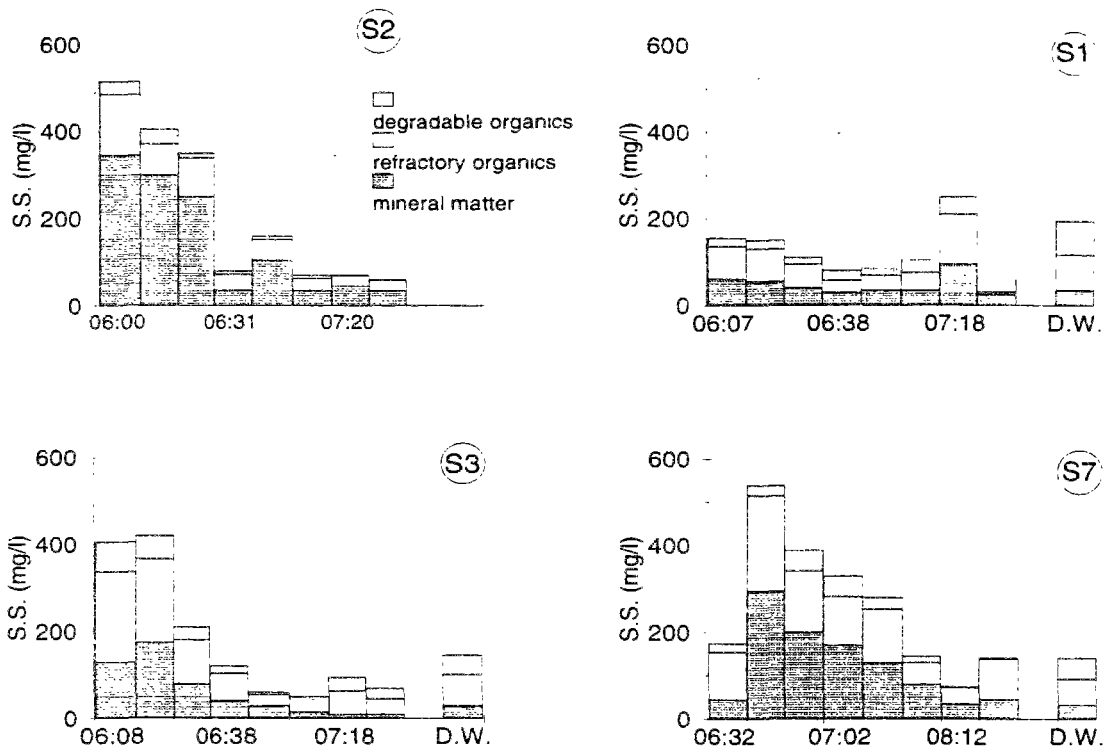 S2
600
400
200
0
S.S. (mg/l)
degradable organics
refractory organics
mineral matter
06:00 06:31 07:20
S1
600
400
200
0
S.S. (mg/l)
06:07 06:38 07:18 D.W.
S3
600
400
200
0
S.S. (mg/l)
06:08 06:38 07:18 D.W.
S7
600
400
200
0
S.S. (mg/l)
06:32 07:02 08:12 D.W.